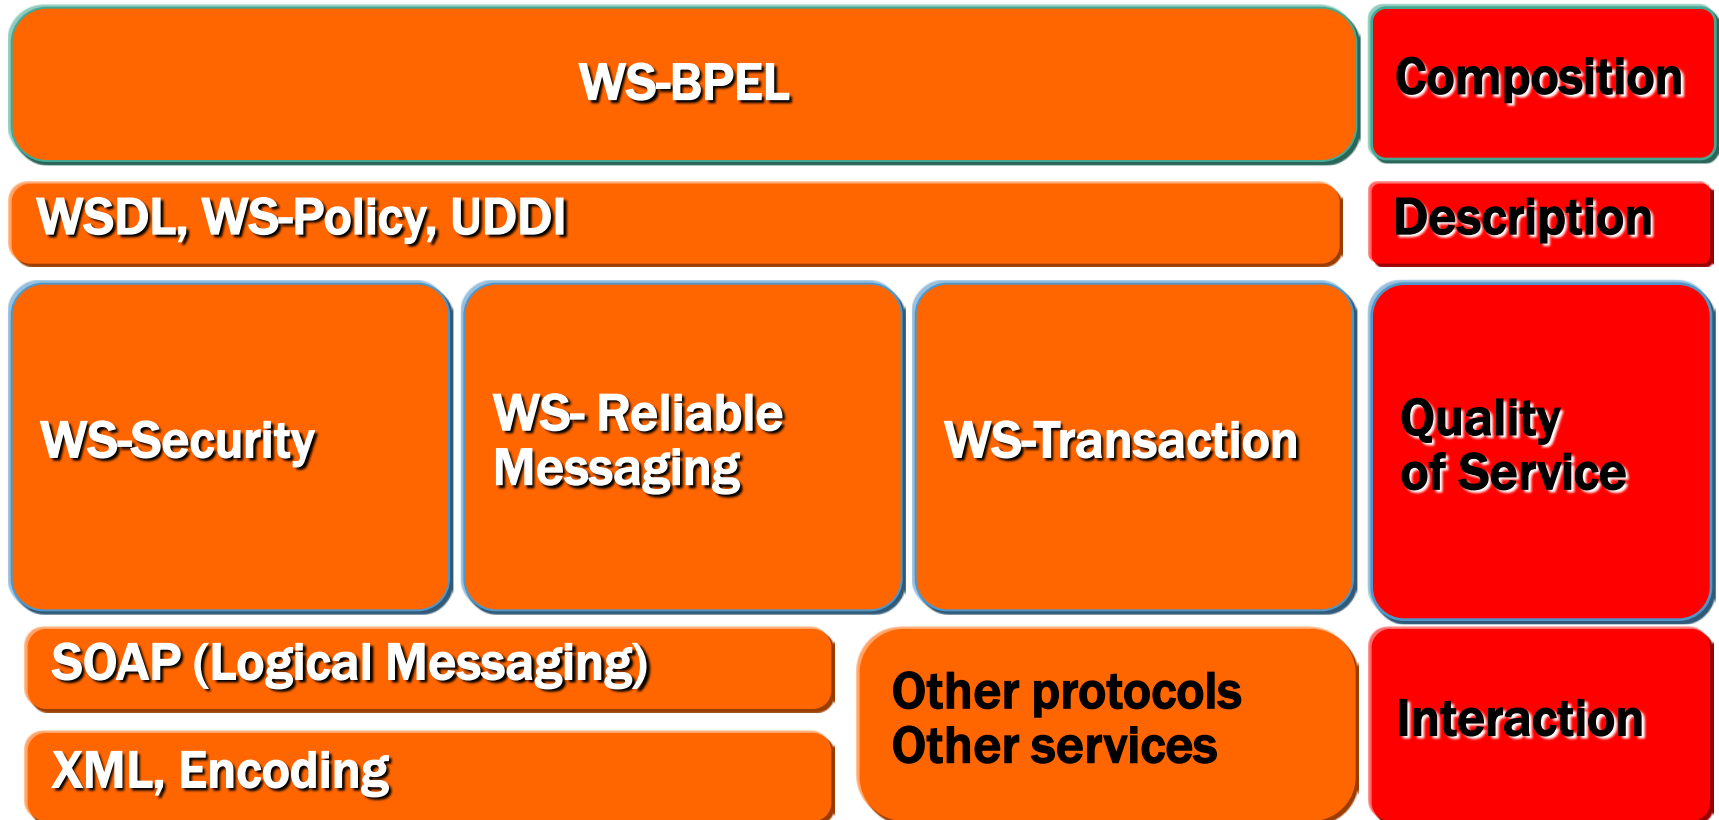 WS-BPEL
Composition
WSDL, WS-Policy, UDDI
Description
WS-Security
WS- Reliable
Messaging
WS-Transaction
Quality
of Service
SOAP (Logical Messaging)
XML, Encoding
Other protocols
Other services
Interaction